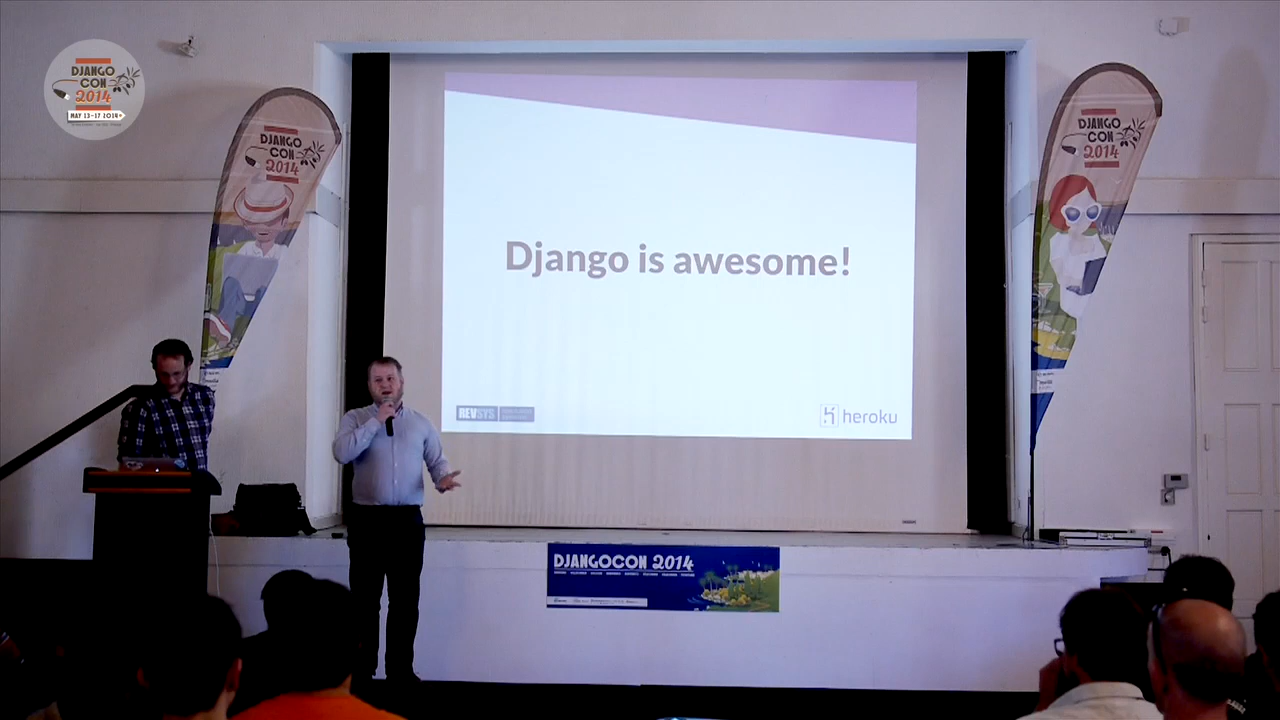 DJANGO
CON
2014
MAY 13-17 2014
DJANGO
CON
2014
DJANGO
CON
2014
Django is awesome!
REVSYS
heroku
DJANGOCON 2014